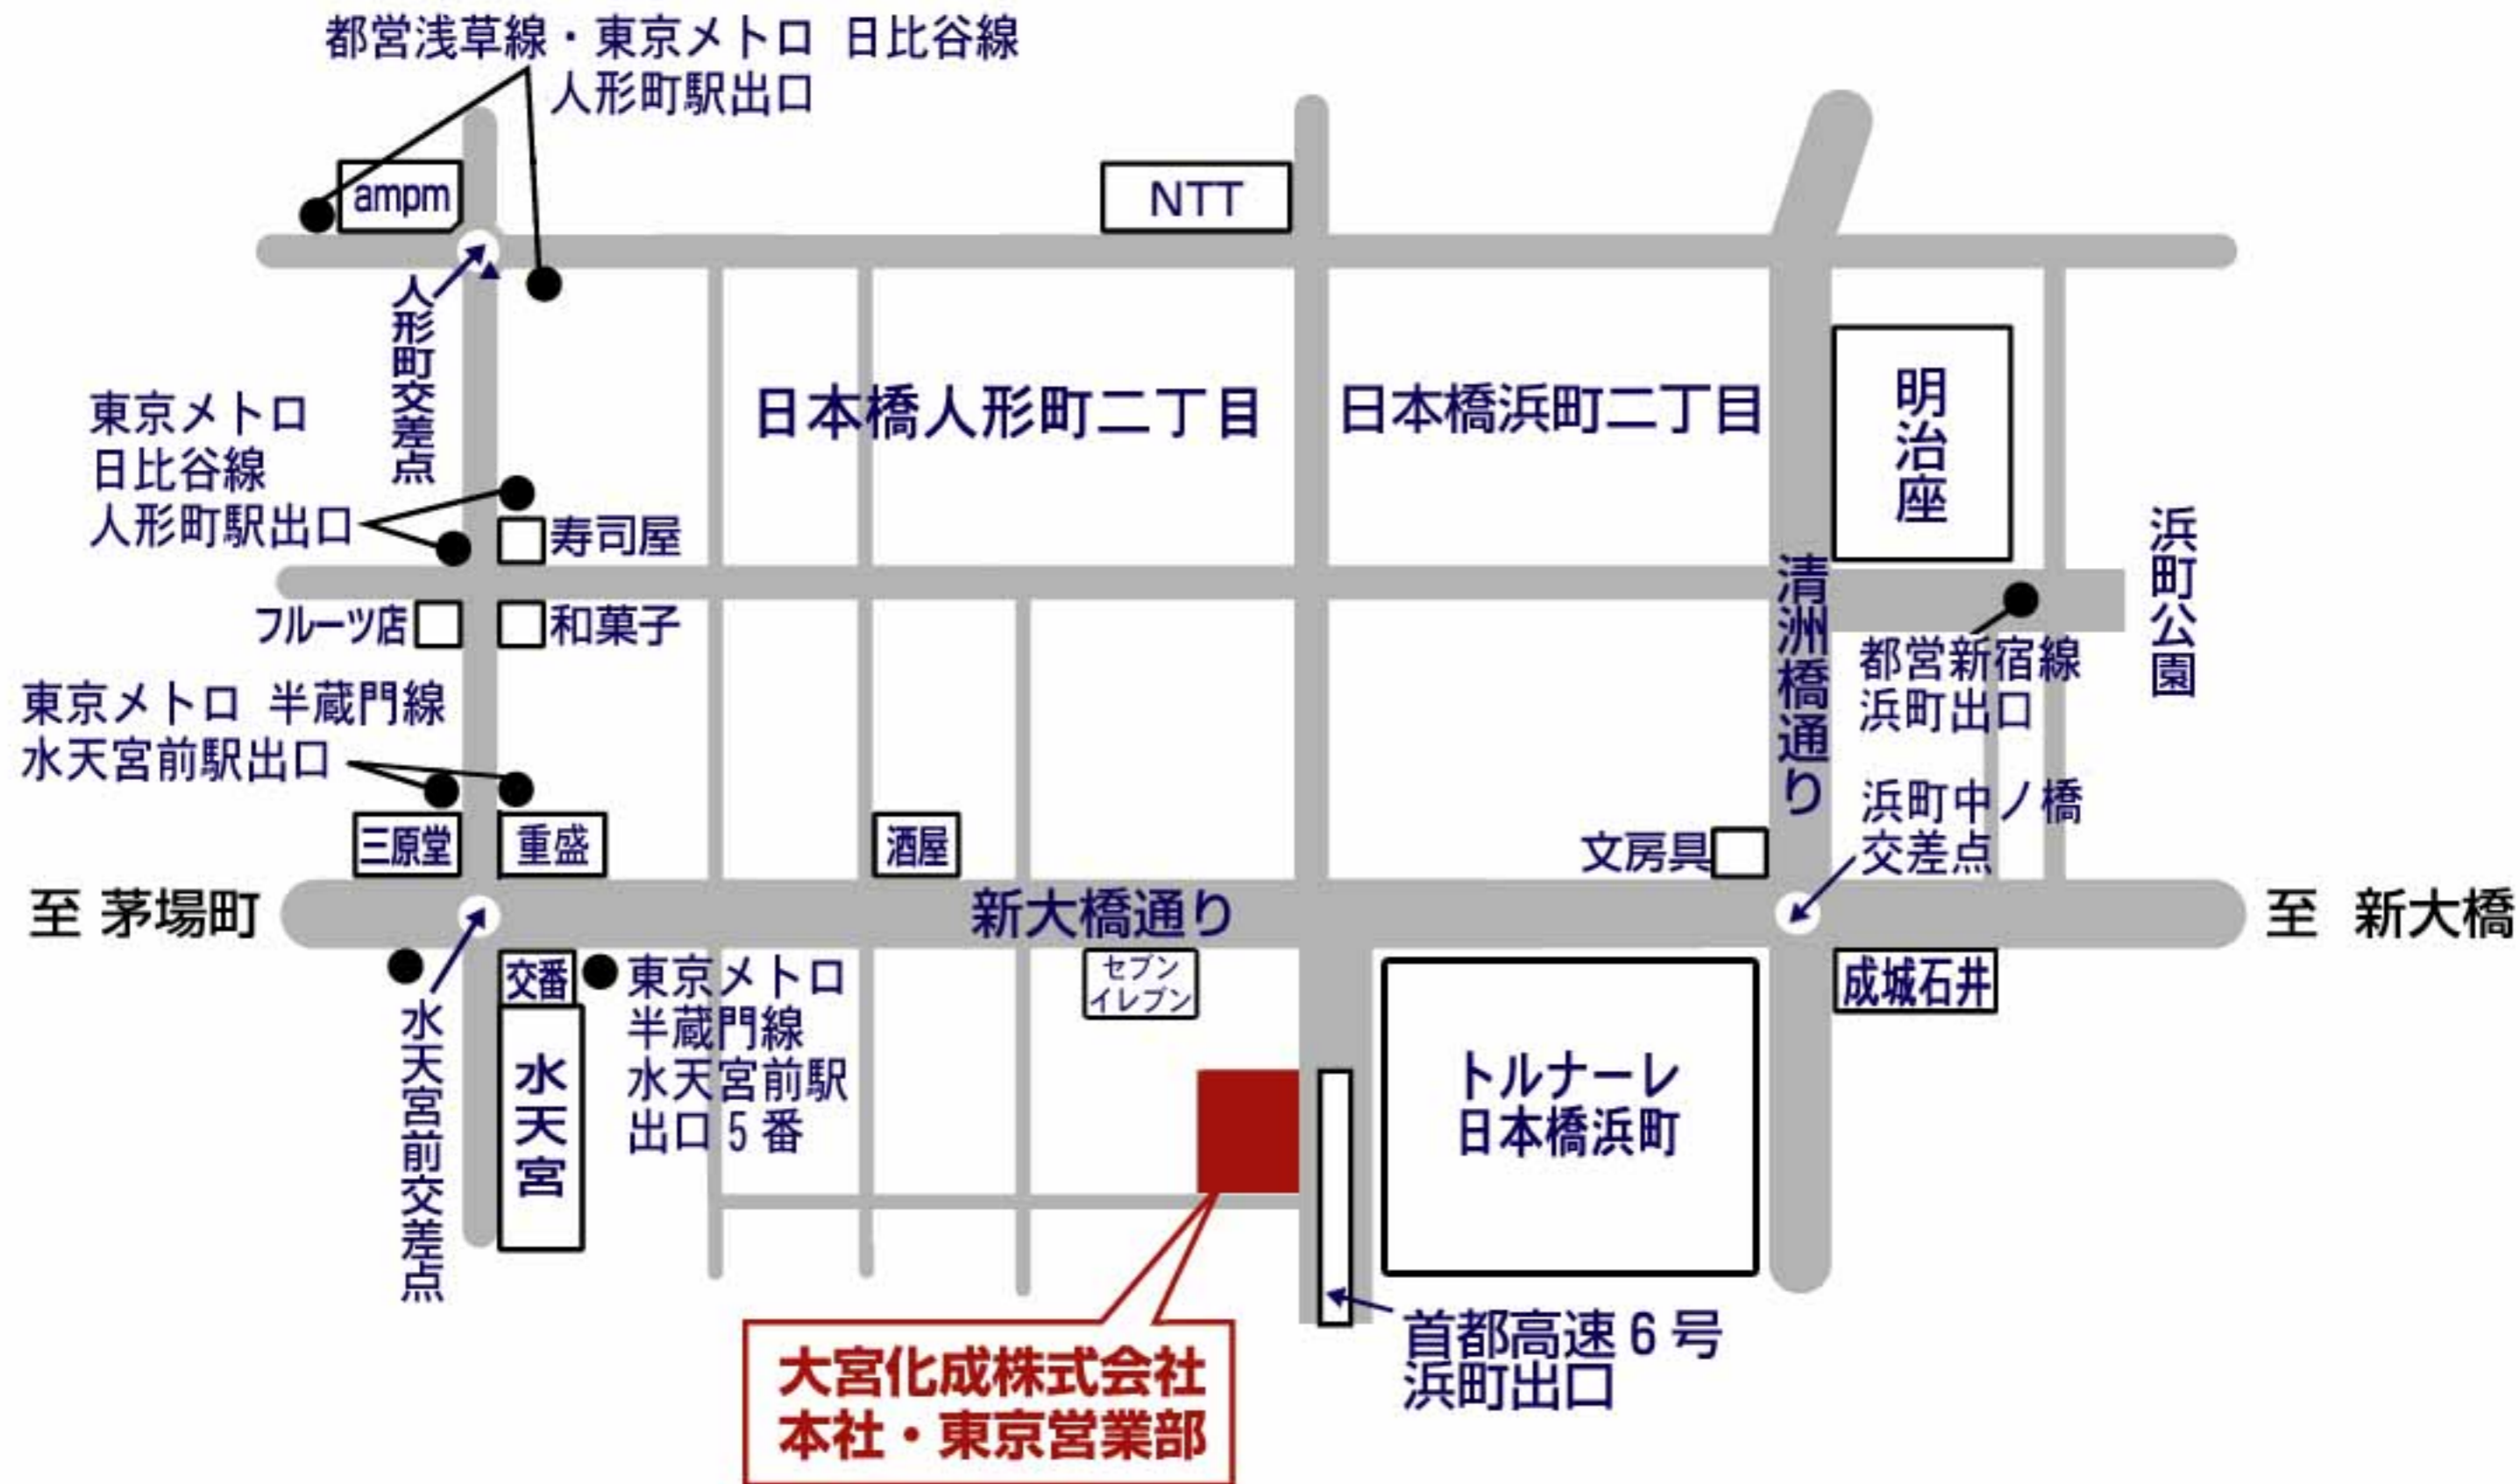 都営浅草線・東京メトロ 日比谷線
人形町駅出口
ampm
NTT
人形町交差点
日本橋人形町二丁目
日本橋浜町二丁目
明治座
東京メトロ
日比谷線
人形町駅出口
寿司屋
浜町公園
清洲橋通り
フルーツ店
和菓子
都営新宿線
浜町出口
東京メトロ 半蔵門線
水天宮前駅出口
浜町中ノ橋
交差点
三原堂
重盛
酒屋
文房具
至 茅場町
新大橋通り
至 新大橋
交番
東京メトロ
半蔵門線
水天宮前駅
出口5番
セブン
イレブン
成城石井
水天宮前交差点
水天宮
トルナーレ
日本橋浜町
首都高速6号
浜町出口
大宮化成株式会社
本社・東京営業部